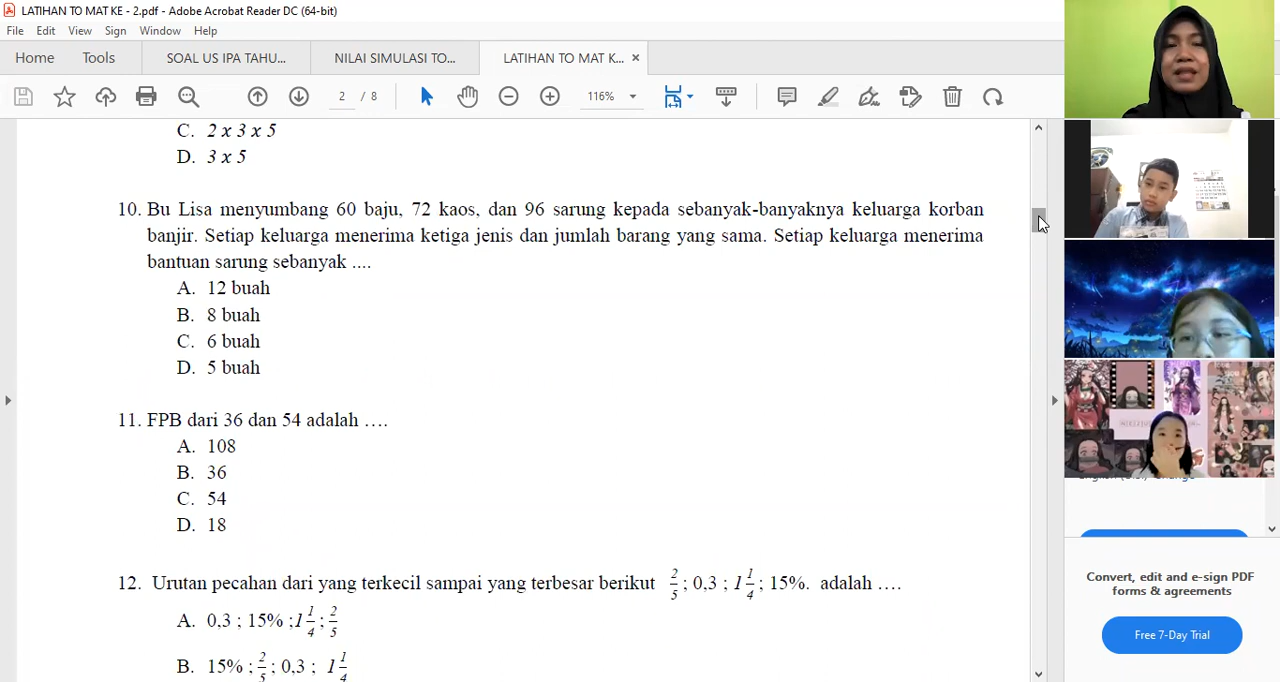 LATIHAN TO MAT KE - 2.pdf - Adobe Acrobat Reader DC (64-bit)
File Edit View Sign Window Help
Home Tools SOAL US IPA TAHU... NILAI SIMULASI TO... LATIHAN TO MAT K... ×
2 / 8 116%
C. 2 x 3 x 5
D. 3 x 5
10. Bu Lisa menyumbang 60 baju, 72 kaos, dan 96 sarung kepada sebanyak-banyaknya keluarga korban
banjir. Setiap keluarga menerima ketiga jenis dan jumlah barang yang sama. Setiap keluarga menerima
bantuan sarung sebanyak ....
A. 12 buah
B. 8 buah
C. 6 buah
D. 5 buah
11. FPB dari 36 dan 54 adalah ….
A. 108
B. 36
C. 54
D. 18
12. Urutan pecahan dari yang terkecil sampai yang terbesar berikut 2/5 ; 0,3 ; 1 1/4 ; 15%. adalah ….
A. 0,3 ; 15% ; 1 1/4 ; 2/5
B. 15% ; 2/5 ; 0,3 ; 1 1/4
Convert, edit and e-sign PDF
forms & agreements
Free 7-Day Trial